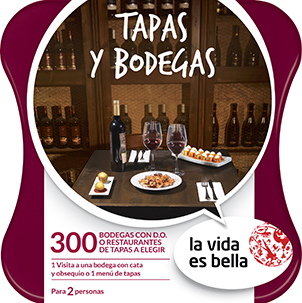 TAPAS
Y BODEGAS
300 BODEGAS CON D.O.
O RESTAURANTES
DE TAPAS A ELEGIR
1 Visita a una bodega con cata
y obsequio o 1 menú de tapas
Para 2 personas
la vida
es bella